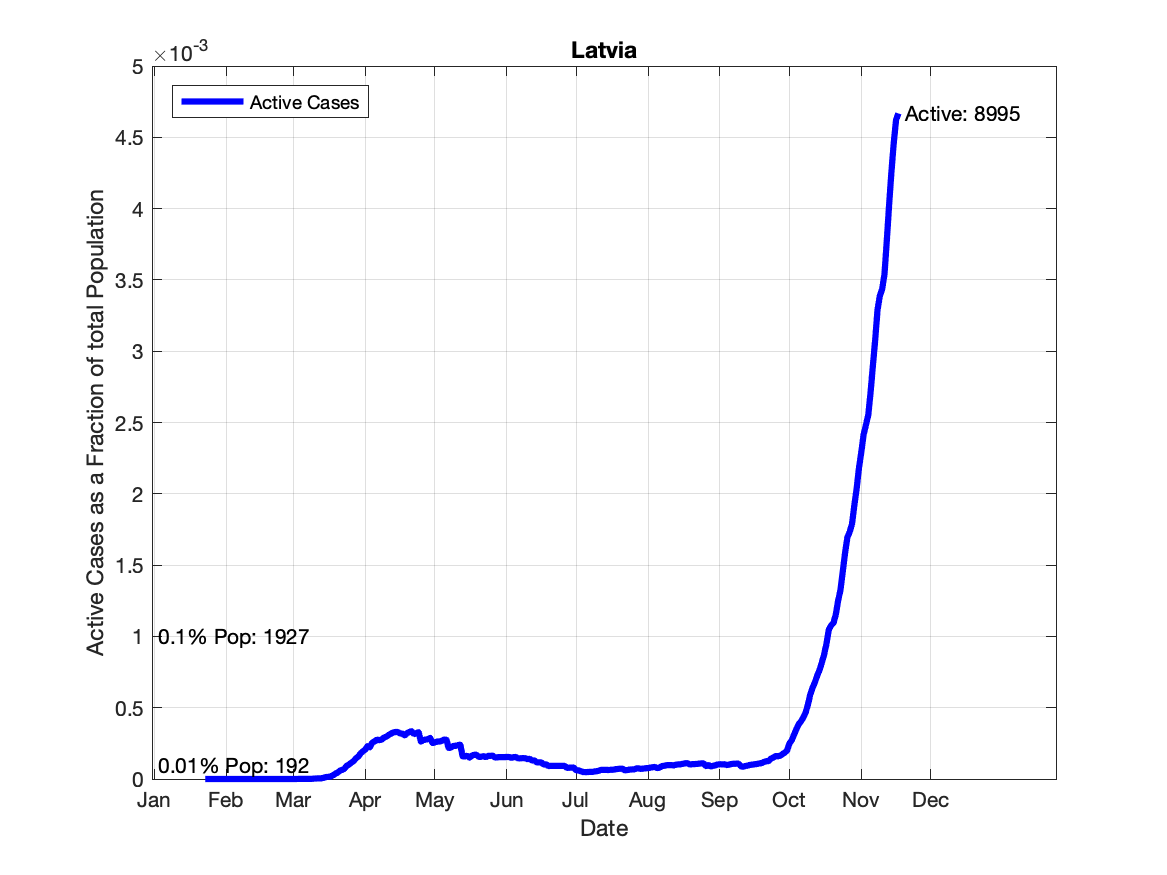 Latvia
×10-3
Active Cases
Active: 8995
5
4.5
4
3.5
3
2.5
2
1.5
1
0.5
0
0.1% Pop: 1927
0.01% Pop: 192
Active Cases as a Fraction of total Population
Jan Feb Mar Apr May Jun Jul Aug Sep Oct Nov Dec
Date